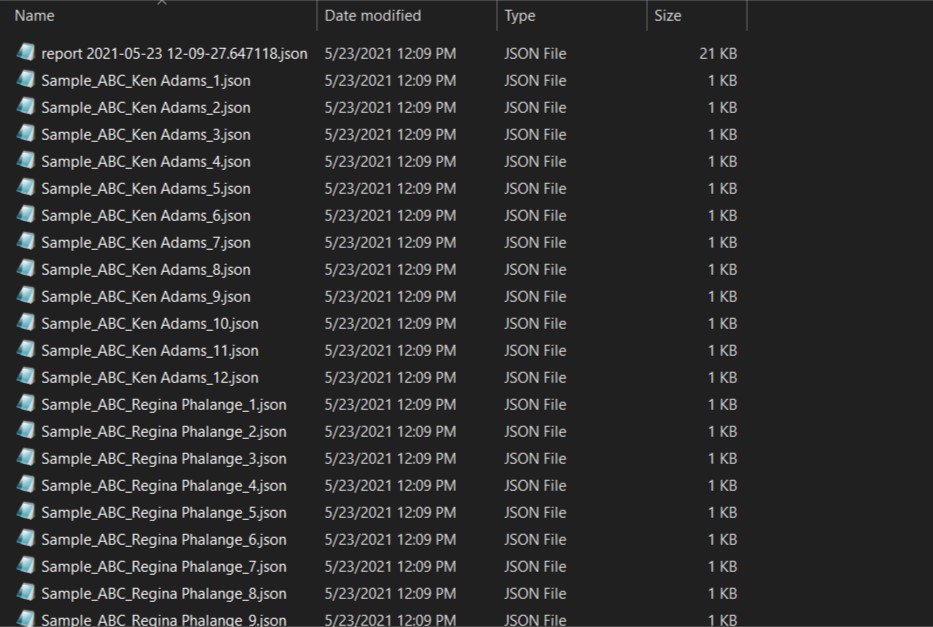 Name Date modified Type Size
report 2021-05-23 12-09-27.647118.json 5/23/2021 12:09 PM JSON File 21 KB
Sample_ABC_Ken Adams_1.json 5/23/2021 12:09 PM JSON File 1 KB
Sample_ABC_Ken Adams_2.json 5/23/2021 12:09 PM JSON File 1 KB
Sample_ABC_Ken Adams_3.json 5/23/2021 12:09 PM JSON File 1 KB
Sample_ABC_Ken Adams_4.json 5/23/2021 12:09 PM JSON File 1 KB
Sample_ABC_Ken Adams_5.json 5/23/2021 12:09 PM JSON File 1 KB
Sample_ABC_Ken Adams_6.json 5/23/2021 12:09 PM JSON File 1 KB
Sample_ABC_Ken Adams_7.json 5/23/2021 12:09 PM JSON File 1 KB
Sample_ABC_Ken Adams_8.json 5/23/2021 12:09 PM JSON File 1 KB
Sample_ABC_Ken Adams_9.json 5/23/2021 12:09 PM JSON File 1 KB
Sample_ABC_Ken Adams_10.json 5/23/2021 12:09 PM JSON File 1 KB
Sample_ABC_Ken Adams_11.json 5/23/2021 12:09 PM JSON File 1 KB
Sample_ABC_Ken Adams_12.json 5/23/2021 12:09 PM JSON File 1 KB
Sample_ABC_Regina Phalange_1.json 5/23/2021 12:09 PM JSON File 1 KB
Sample_ABC_Regina Phalange_2.json 5/23/2021 12:09 PM JSON File 1 KB
Sample_ABC_Regina Phalange_3.json 5/23/2021 12:09 PM JSON File 1 KB
Sample_ABC_Regina Phalange_4.json 5/23/2021 12:09 PM JSON File 1 KB
Sample_ABC_Regina Phalange_5.json 5/23/2021 12:09 PM JSON File 1 KB
Sample_ABC_Regina Phalange_6.json 5/23/2021 12:09 PM JSON File 1 KB
Sample_ABC_Regina Phalange_7.json 5/23/2021 12:09 PM JSON File 1 KB
Sample_ABC_Regina Phalange_8.json 5/23/2021 12:09 PM JSON File 1 KB
Sample_ABC_Regina Phalange_9.json 5/23/2021 12:09 PM JSON File 1 KB